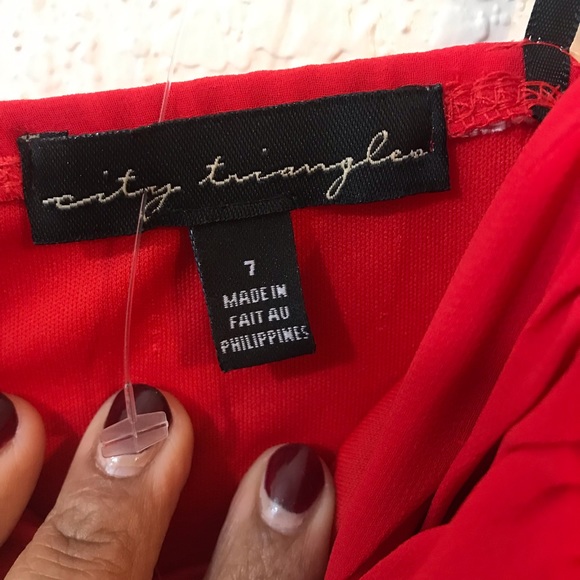 city triangles
7
MADE IN
FAIT AU
PHILIPPINES